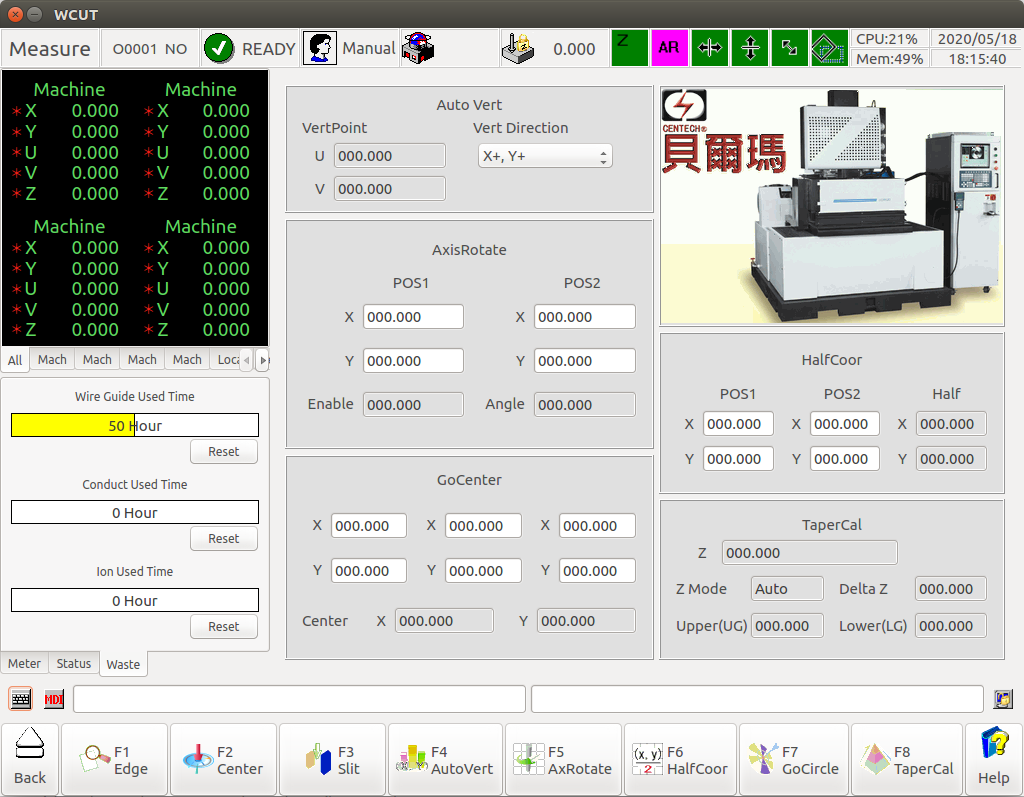 WCUT
Measure
O0001 NO
READY
Manual
0.000
Z
AR
CPU:21%
Mem:49%
2020/05/18
18:15:40
Machine Machine
*X 0.000 *X 0.000
*Y 0.000 *Y 0.000
*U 0.000 *U 0.000
*V 0.000 *V 0.000
*Z 0.000 *Z 0.000
Machine Machine
*X 0.000 *X 0.000
*Y 0.000 *Y 0.000
*U 0.000 *U 0.000
*V 0.000 *V 0.000
*Z 0.000 *Z 0.000
All Mach Mach Mach Mach Loca
Wire Guide Used Time
50 Hour
Reset
Conduct Used Time
0 Hour
Reset
Ion Used Time
0 Hour
Reset
Meter Status Waste
Auto Vert
VertPoint Vert Direction
U 000.000 X+, Y+
V 000.000
AxisRotate
POS1 POS2
X 000.000 X 000.000
Y 000.000 Y 000.000
Enable 000.000 Angle 000.000
GoCenter
X 000.000 X 000.000 X 000.000
Y 000.000 Y 000.000 Y 000.000
Center X 000.000 Y 000.000
CENTECH®
貝爾瑪
HalfCoor
POS1 POS2 Half
X 000.000 X 000.000 X 000.000
Y 000.000 Y 000.000 Y 000.000
TaperCal
Z 000.000
Z Mode Auto Delta Z 000.000
Upper(UG) 000.000 Lower(LG) 000.000
MDI
Back
F1 Edge
F2 Center
F3 Slit
F4 AutoVert
F5 AxRotate
(x, y) 2 F6 HalfCoor
F7 GoCircle
F8 TaperCal
Help